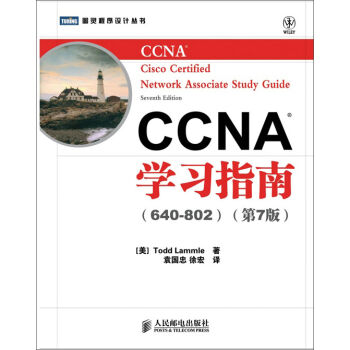 TURING
图灵程序设计丛书
WILEY
CCNA®
Cisco Certified
Network Associate Study Guide
Seventh Edition
CCNA®
学习指南
(640-802)(第7版)
[美] Todd Lammle 著
袁国忠 徐宏 译
人民邮电出版社
POSTS & TELECOM PRESS